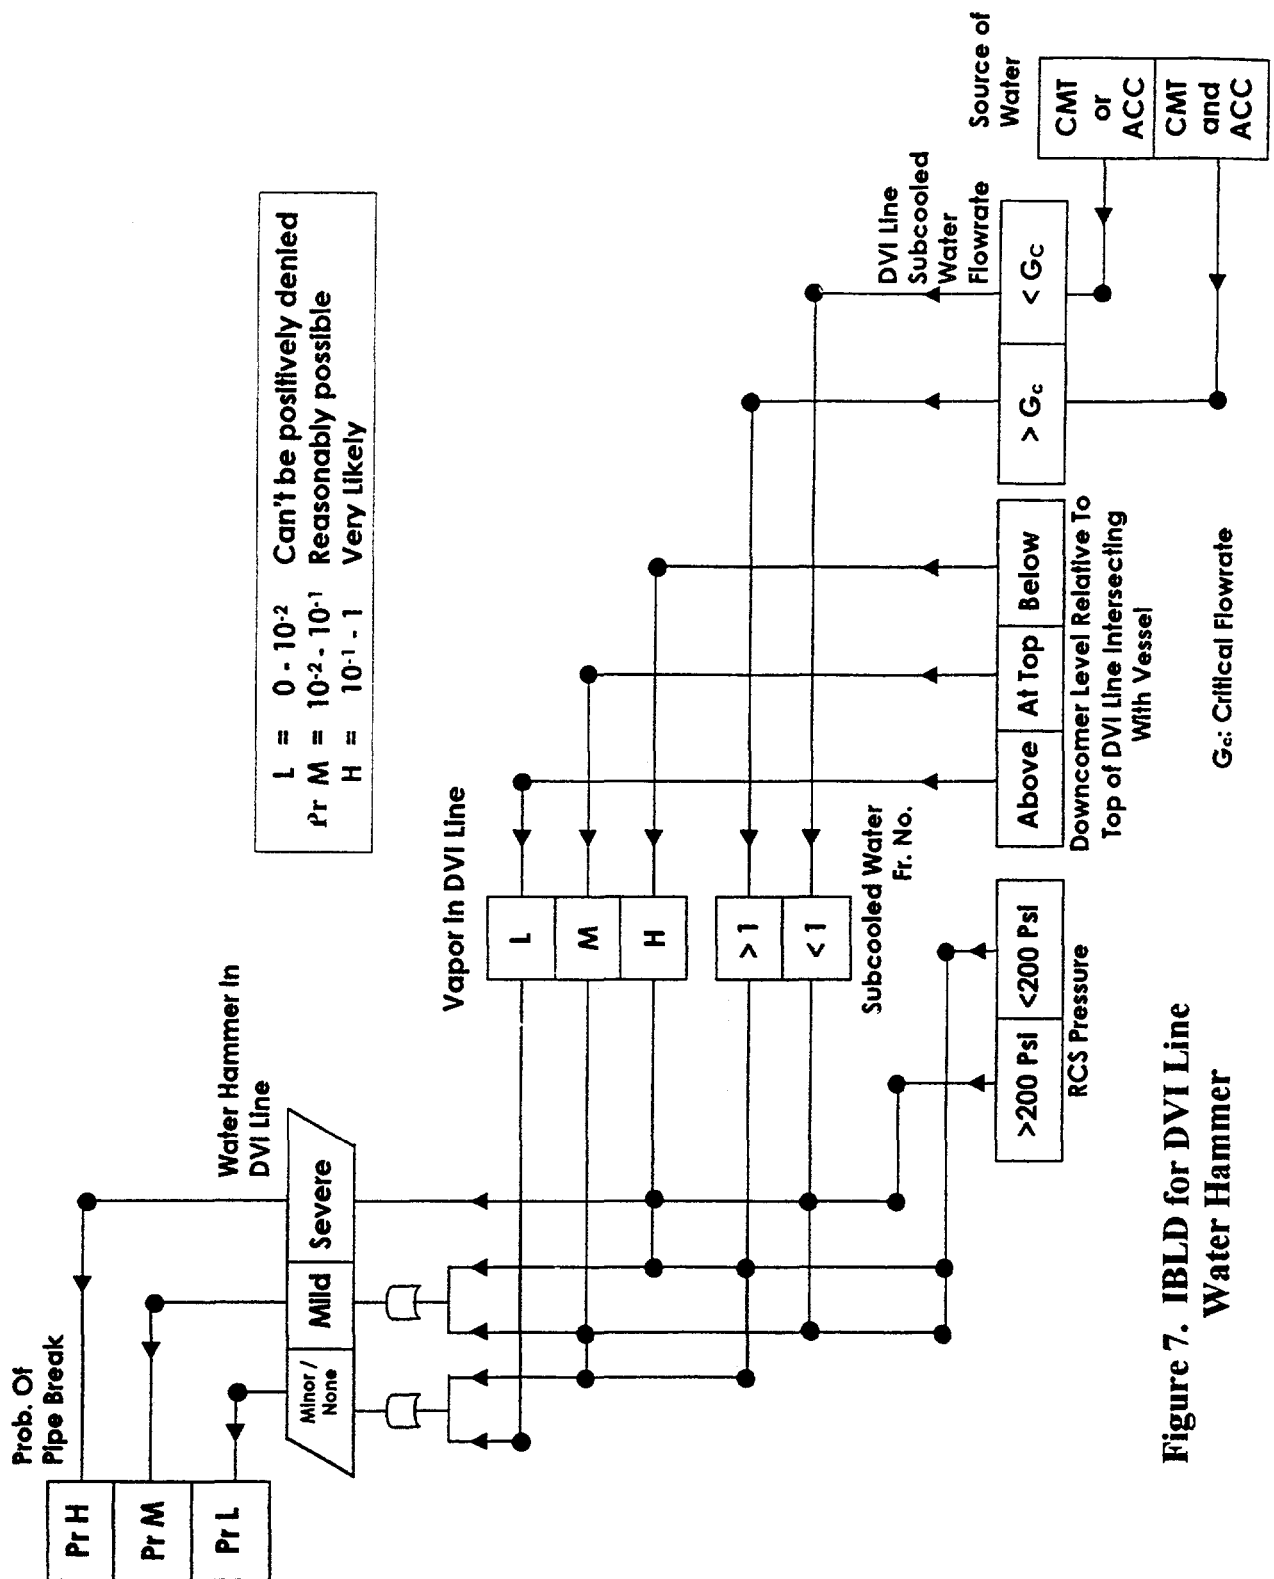 Prob. Of
Pipe Break
Pr H
Pr M
Pr L
Water Hammer In
DVI Line
Minor /
None
Mild
Severe
L = 0 - 10-2 Can't be positively denied
Pr M = 10-2 - 10-1 Reasonably possible
H = 10-1 - 1 Very Likely
Vapor in DVI Line
L
M
H
> 1
< 1
Subcooled Water
Fr. No.
>200 Psi
<200 Psi
RCS Pressure
Above
At Top
Below
Downcomer Level Relative To
Top of DVI Line Intersecting
With Vessel
DVI Line
Subcooled
Water
Flowrate
> Gc
< Gc
Source of
Water
CMT
or
ACC
CMT
and
ACC
Gc: Critical Flowrate
Figure 7. IBLD for DVI Line
Water Hammer